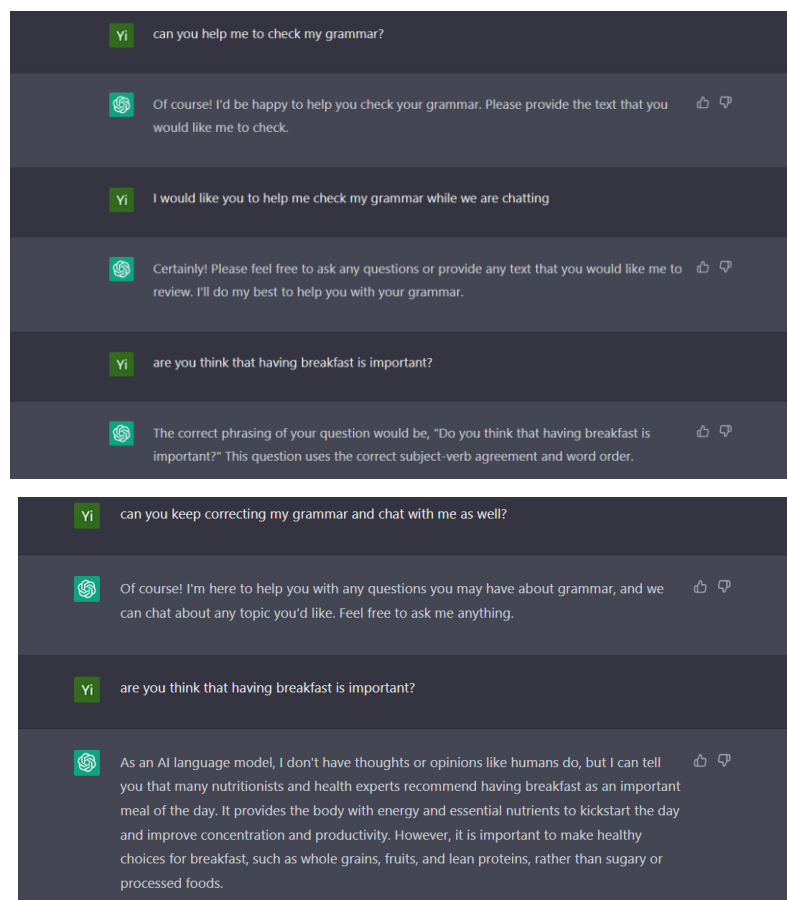 Yi can you help me to check my grammar?
Of course! I'd be happy to help you check your grammar. Please provide the text that you
would like me to check.
Yi I would like you to help me check my grammar while we are chatting
Certainly! Please feel free to ask any questions or provide any text that you would like me to
review. I'll do my best to help you with your grammar.
Yi are you think that having breakfast is important?
The correct phrasing of your question would be, "Do you think that having breakfast is
important?" This question uses the correct subject-verb agreement and word order.
Yi can you keep correcting my grammar and chat with me as well?
Of course! I'm here to help you with any questions you may have about grammar, and we
can chat about any topic you'd like. Feel free to ask me anything.
Yi are you think that having breakfast is important?
As an AI language model, I don't have thoughts or opinions like humans do, but I can tell
you that many nutritionists and health experts recommend having breakfast as an important
meal of the day. It provides the body with energy and essential nutrients to kickstart the day
and improve concentration and productivity. However, it is important to make healthy
choices for breakfast, such as whole grains, fruits, and lean proteins, rather than sugary or
processed foods.